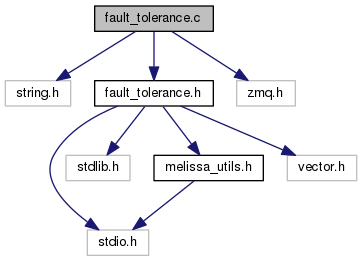 fault_tolerance.c
string.h
fault_tolerance.h
zmq.h
stdlib.h
melissa_utils.h
vector.h
stdio.h